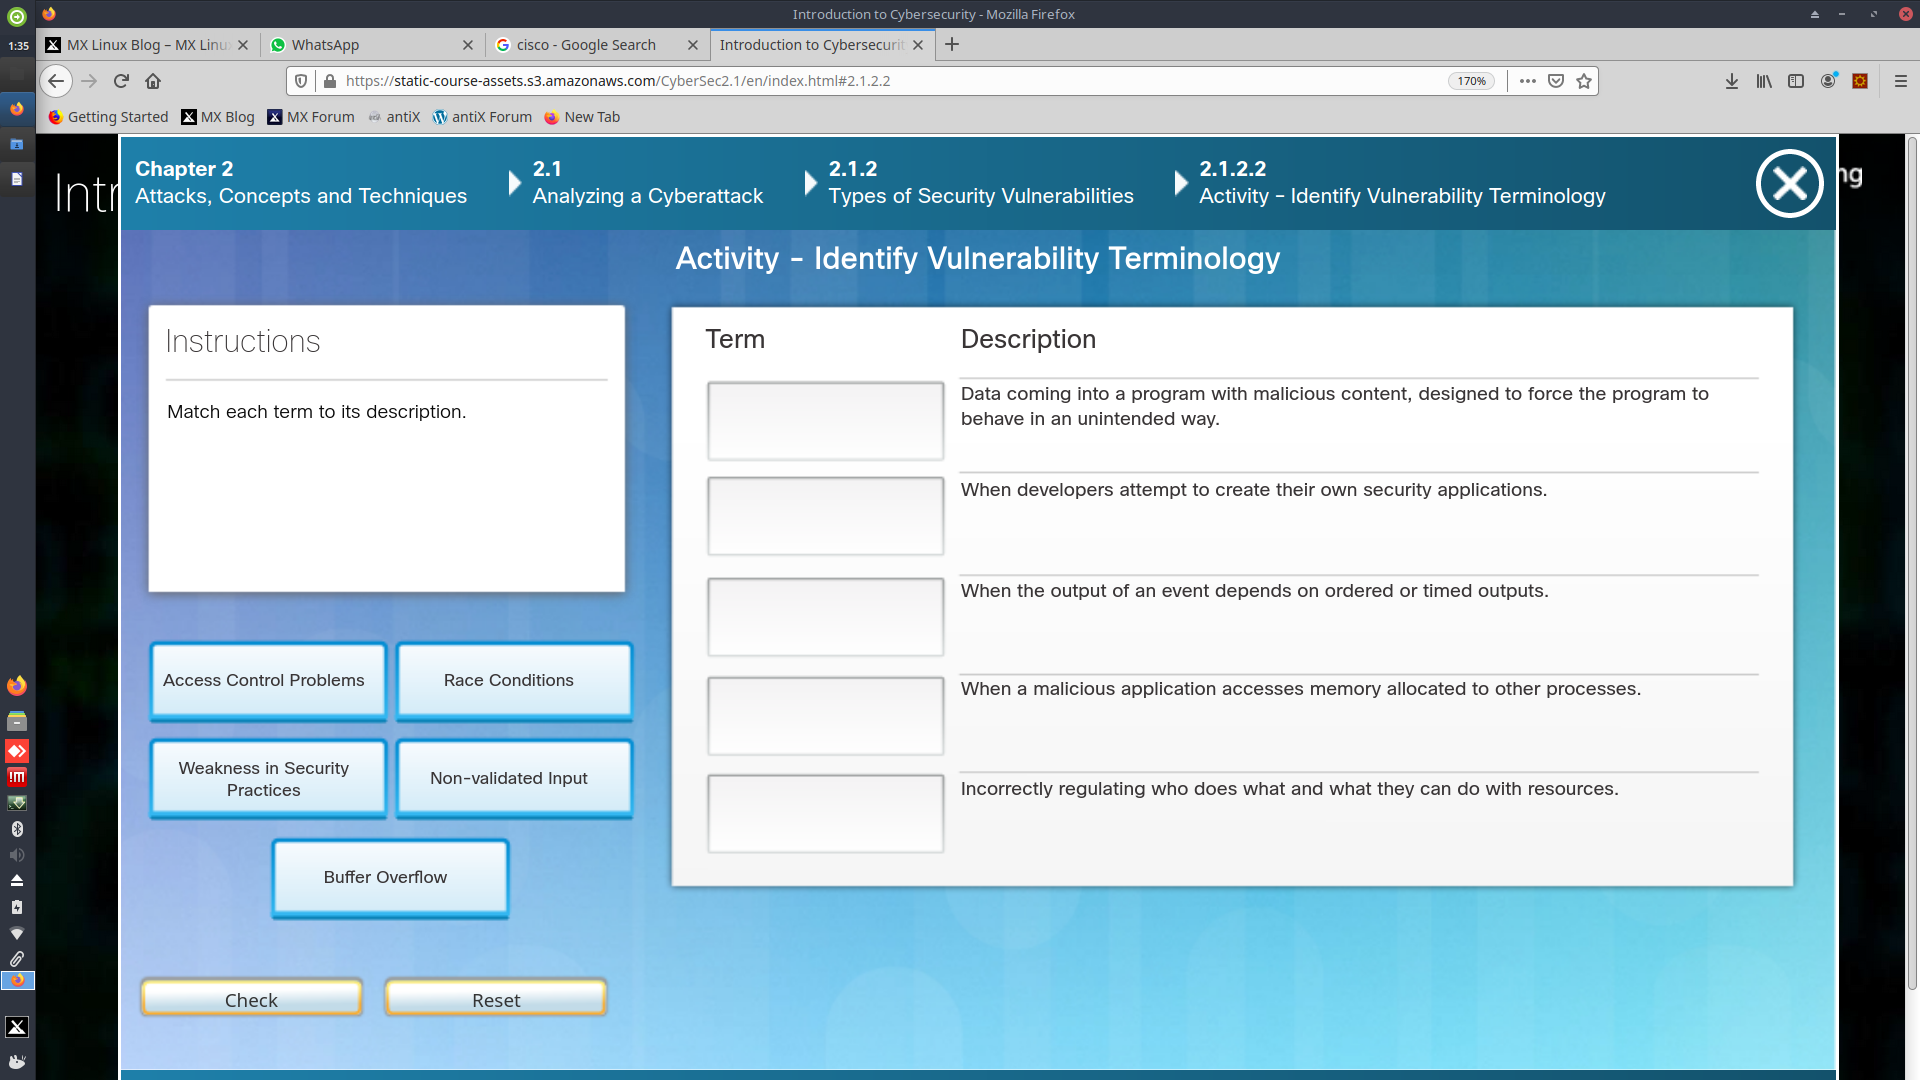 Introduction to Cybersecurity - Mozilla Firefox
1:35
MX Linux Blog – MX Linu
WhatsApp
cisco - Google Search
Introduction to Cybersecurit
https://static-course-assets.s3.amazonaws.com/CyberSec2.1/en/index.html#2.1.2.2
170%
Getting Started
MX Blog
MX Forum
antiX
antiX Forum
New Tab
Intr
ng
Chapter 2
Attacks, Concepts and Techniques
2.1
Analyzing a Cyberattack
2.1.2
Types of Security Vulnerabilities
2.1.2.2
Activity – Identify Vulnerability Terminology
Activity – Identify Vulnerability Terminology
Instructions
Match each term to its description.
Access Control Problems
Race Conditions
Weakness in Security
Practices
Non-validated Input
Buffer Overflow
Check
Reset
Term
Description
Data coming into a program with malicious content, designed to force the program to
behave in an unintended way.
When developers attempt to create their own security applications.
When the output of an event depends on ordered or timed outputs.
When a malicious application accesses memory allocated to other processes.
Incorrectly regulating who does what and what they can do with resources.
!m